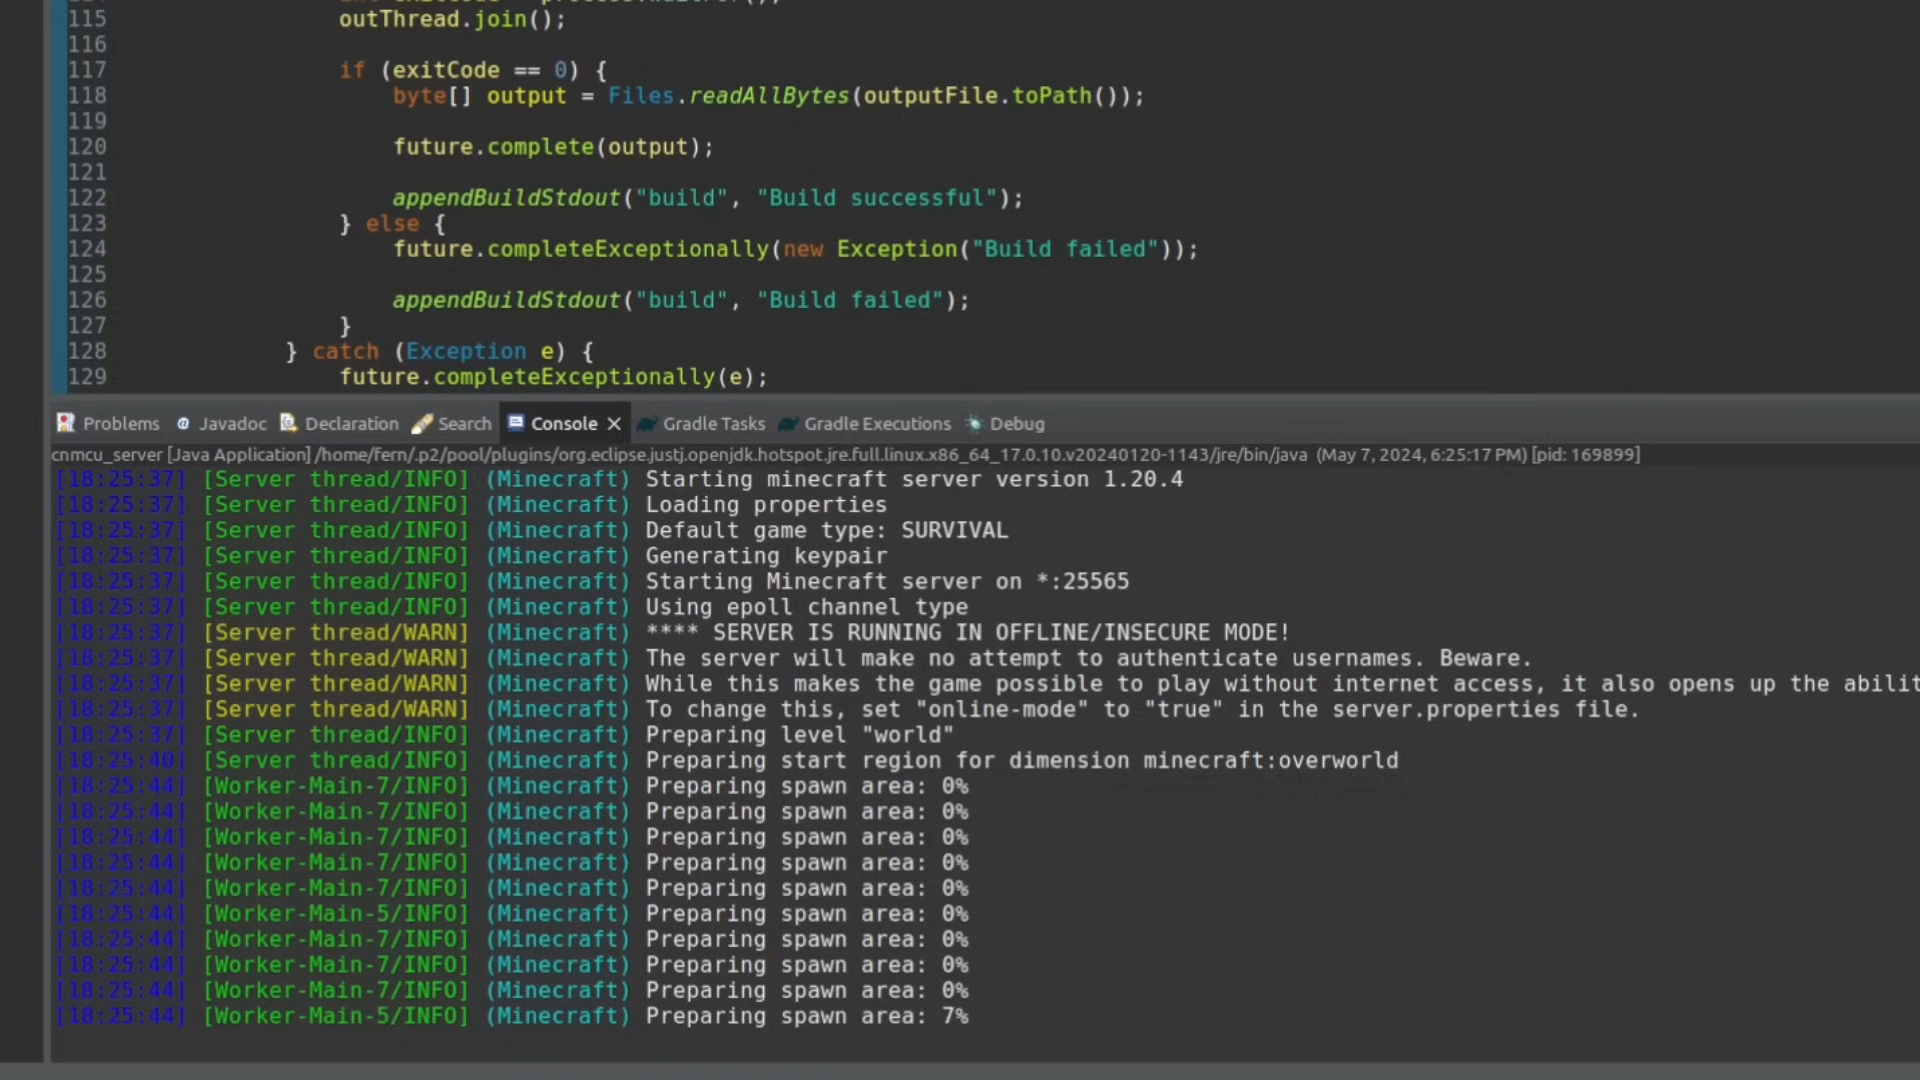 115 outThread.join();
116
117 if (exitCode == 0) {
118 byte[] output = Files.readAllBytes(outputFile.toPath());
119
120 future.complete(output);
121
122 appendBuildStdout("build", "Build successful");
123 } else {
124 future.completeExceptionally(new Exception("Build failed"));
125
126 appendBuildStdout("build", "Build failed");
127 }
128 } catch (Exception e) {
129 future.completeExceptionally(e);
Problems @ Javadoc Declaration Search Console Gradle Tasks Gradle Executions Debug
cnmcu_server [Java Application] /home/fern/.p2/pool/plugins/org.eclipse.justj.openjdk.hotspot.jre.full.linux.x86_64_17.0.10.v20240120-1143/jre/bin/java (May 7, 2024, 6:25:17 PM) [pid: 169899]
[18:25:37] [Server thread/INFO] (Minecraft) Starting minecraft server version 1.20.4
[18:25:37] [Server thread/INFO] (Minecraft) Loading properties
[18:25:37] [Server thread/INFO] (Minecraft) Default game type: SURVIVAL
[18:25:37] [Server thread/INFO] (Minecraft) Generating keypair
[18:25:37] [Server thread/INFO] (Minecraft) Starting Minecraft server on *:25565
[18:25:37] [Server thread/INFO] (Minecraft) Using epoll channel type
[18:25:37] [Server thread/WARN] (Minecraft) **** SERVER IS RUNNING IN OFFLINE/INSECURE MODE!
[18:25:37] [Server thread/WARN] (Minecraft) The server will make no attempt to authenticate usernames. Beware.
[18:25:37] [Server thread/WARN] (Minecraft) While this makes the game possible to play without internet access, it also opens up the abilit
[18:25:37] [Server thread/WARN] (Minecraft) To change this, set "online-mode" to "true" in the server.properties file.
[18:25:37] [Server thread/INFO] (Minecraft) Preparing level "world"
[18:25:40] [Server thread/INFO] (Minecraft) Preparing start region for dimension minecraft:overworld
[18:25:44] [Worker-Main-7/INFO] (Minecraft) Preparing spawn area: 0%
[18:25:44] [Worker-Main-7/INFO] (Minecraft) Preparing spawn area: 0%
[18:25:44] [Worker-Main-7/INFO] (Minecraft) Preparing spawn area: 0%
[18:25:44] [Worker-Main-7/INFO] (Minecraft) Preparing spawn area: 0%
[18:25:44] [Worker-Main-7/INFO] (Minecraft) Preparing spawn area: 0%
[18:25:44] [Worker-Main-5/INFO] (Minecraft) Preparing spawn area: 0%
[18:25:44] [Worker-Main-7/INFO] (Minecraft) Preparing spawn area: 0%
[18:25:44] [Worker-Main-7/INFO] (Minecraft) Preparing spawn area: 0%
[18:25:44] [Worker-Main-7/INFO] (Minecraft) Preparing spawn area: 0%
[18:25:44] [Worker-Main-5/INFO] (Minecraft) Preparing spawn area: 7%